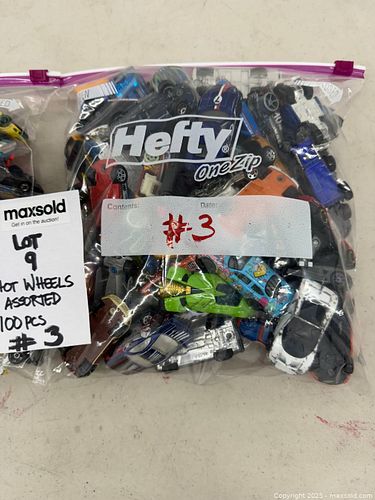 Hefty
OneZip
Contents:
Date:
#3
maxsold
Get in on the auction!
LOT
9
HOT WHEELS
ASSORTED
100 PCS
#3
Copyright 2025 - maxsold.com